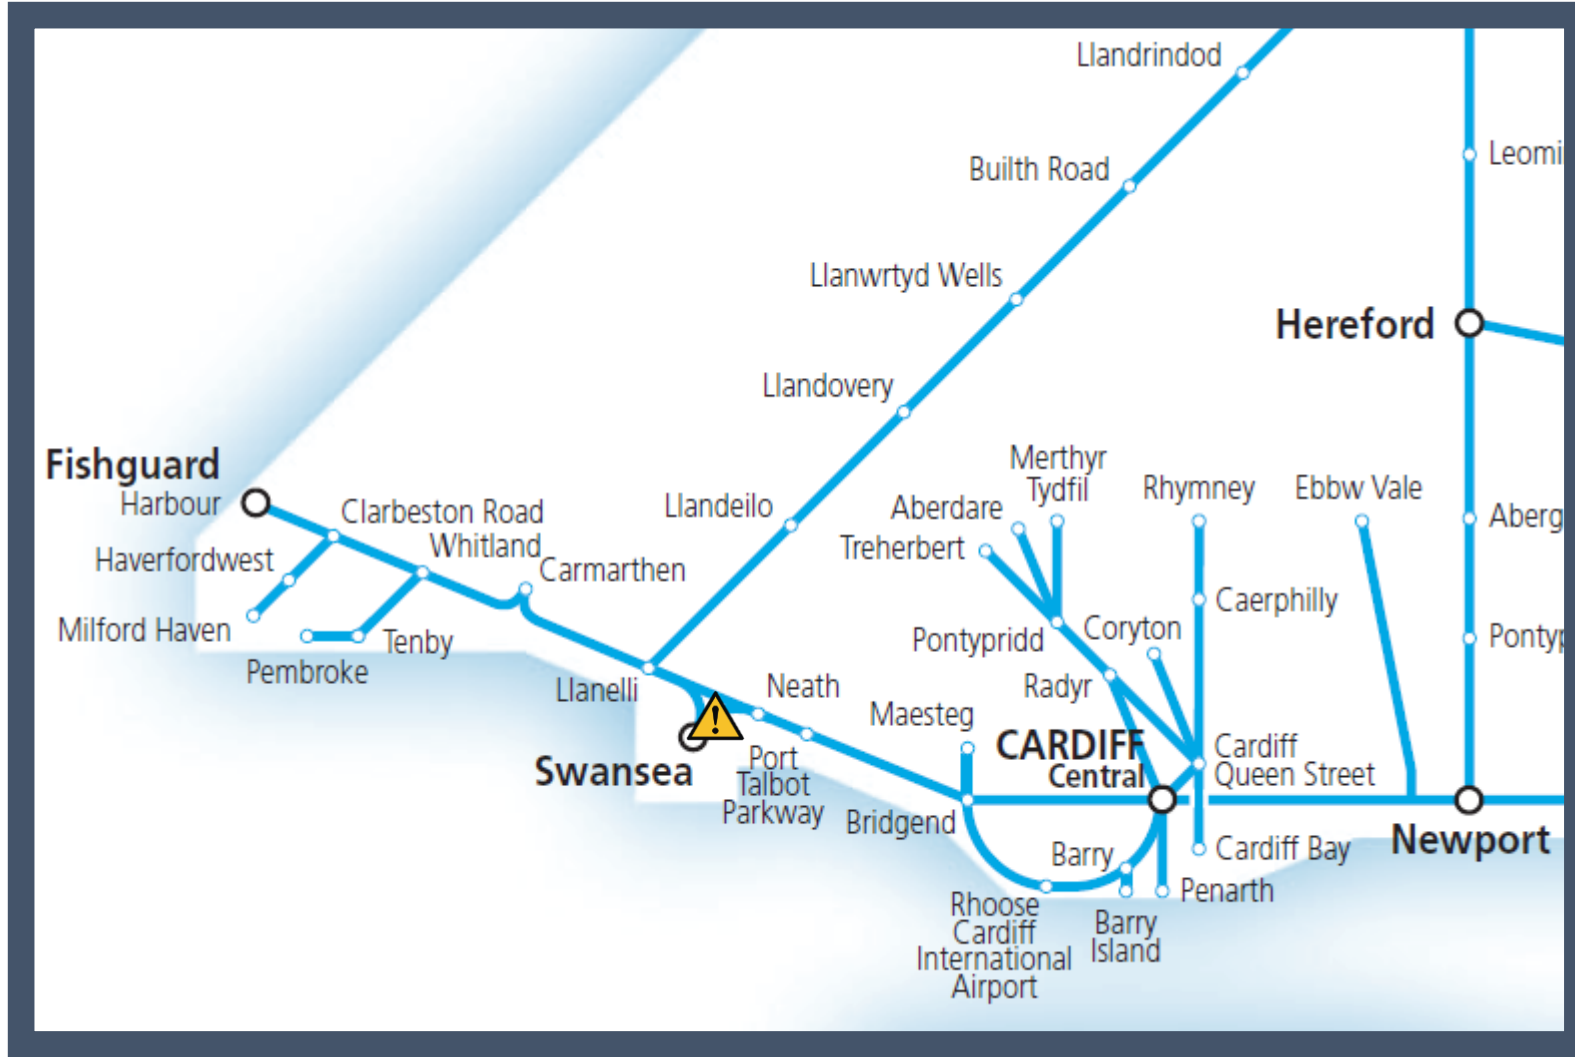 Llandrindod
Leomi
Builth Road
Llanwrtyd Wells
Hereford
Llandovery
Fishguard
Harbour
Clarbeston Road
Whitland
Haverfordwest
Carmarthen
Milford Haven
Tenby
Pembroke
Llandeilo
Merthyr
Tydfil
Aberdare
Treherbert
Rhymney
Ebbw Vale
Aberg
Caerphilly
Coryton
Pontypridd
Pontyp
Radyr
Llanelli
Neath
Maesteg
!
Swansea
Port
Talbot
Parkway
CARDIFF
Central
Cardiff
Queen Street
Bridgend
Newport
Barry
Cardiff Bay
Penarth
Rhoose
Cardiff
International
Airport
Barry
Island